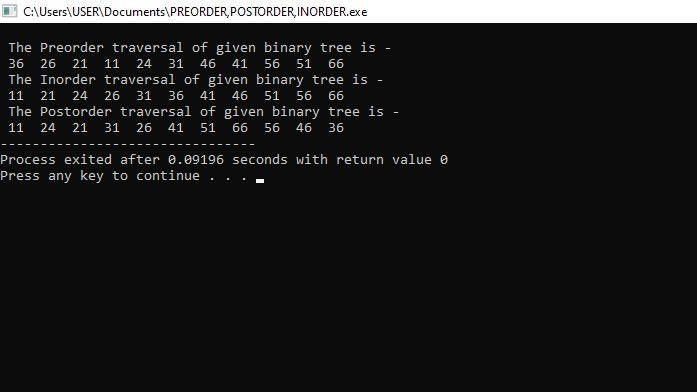 C:\Users\USER\Documents\PREORDER,POSTORDER,INORDER.exe
The Preorder traversal of given binary tree is -
36 26 21 11 24 31 46 41 56 51 66
The Inorder traversal of given binary tree is -
11 21 24 26 31 36 41 46 51 56 66
The Postorder traversal of given binary tree is -
11 24 21 31 26 41 51 66 56 46 36
--------------------------------
Process exited after 0.09196 seconds with return value 0
Press any key to continue . . .